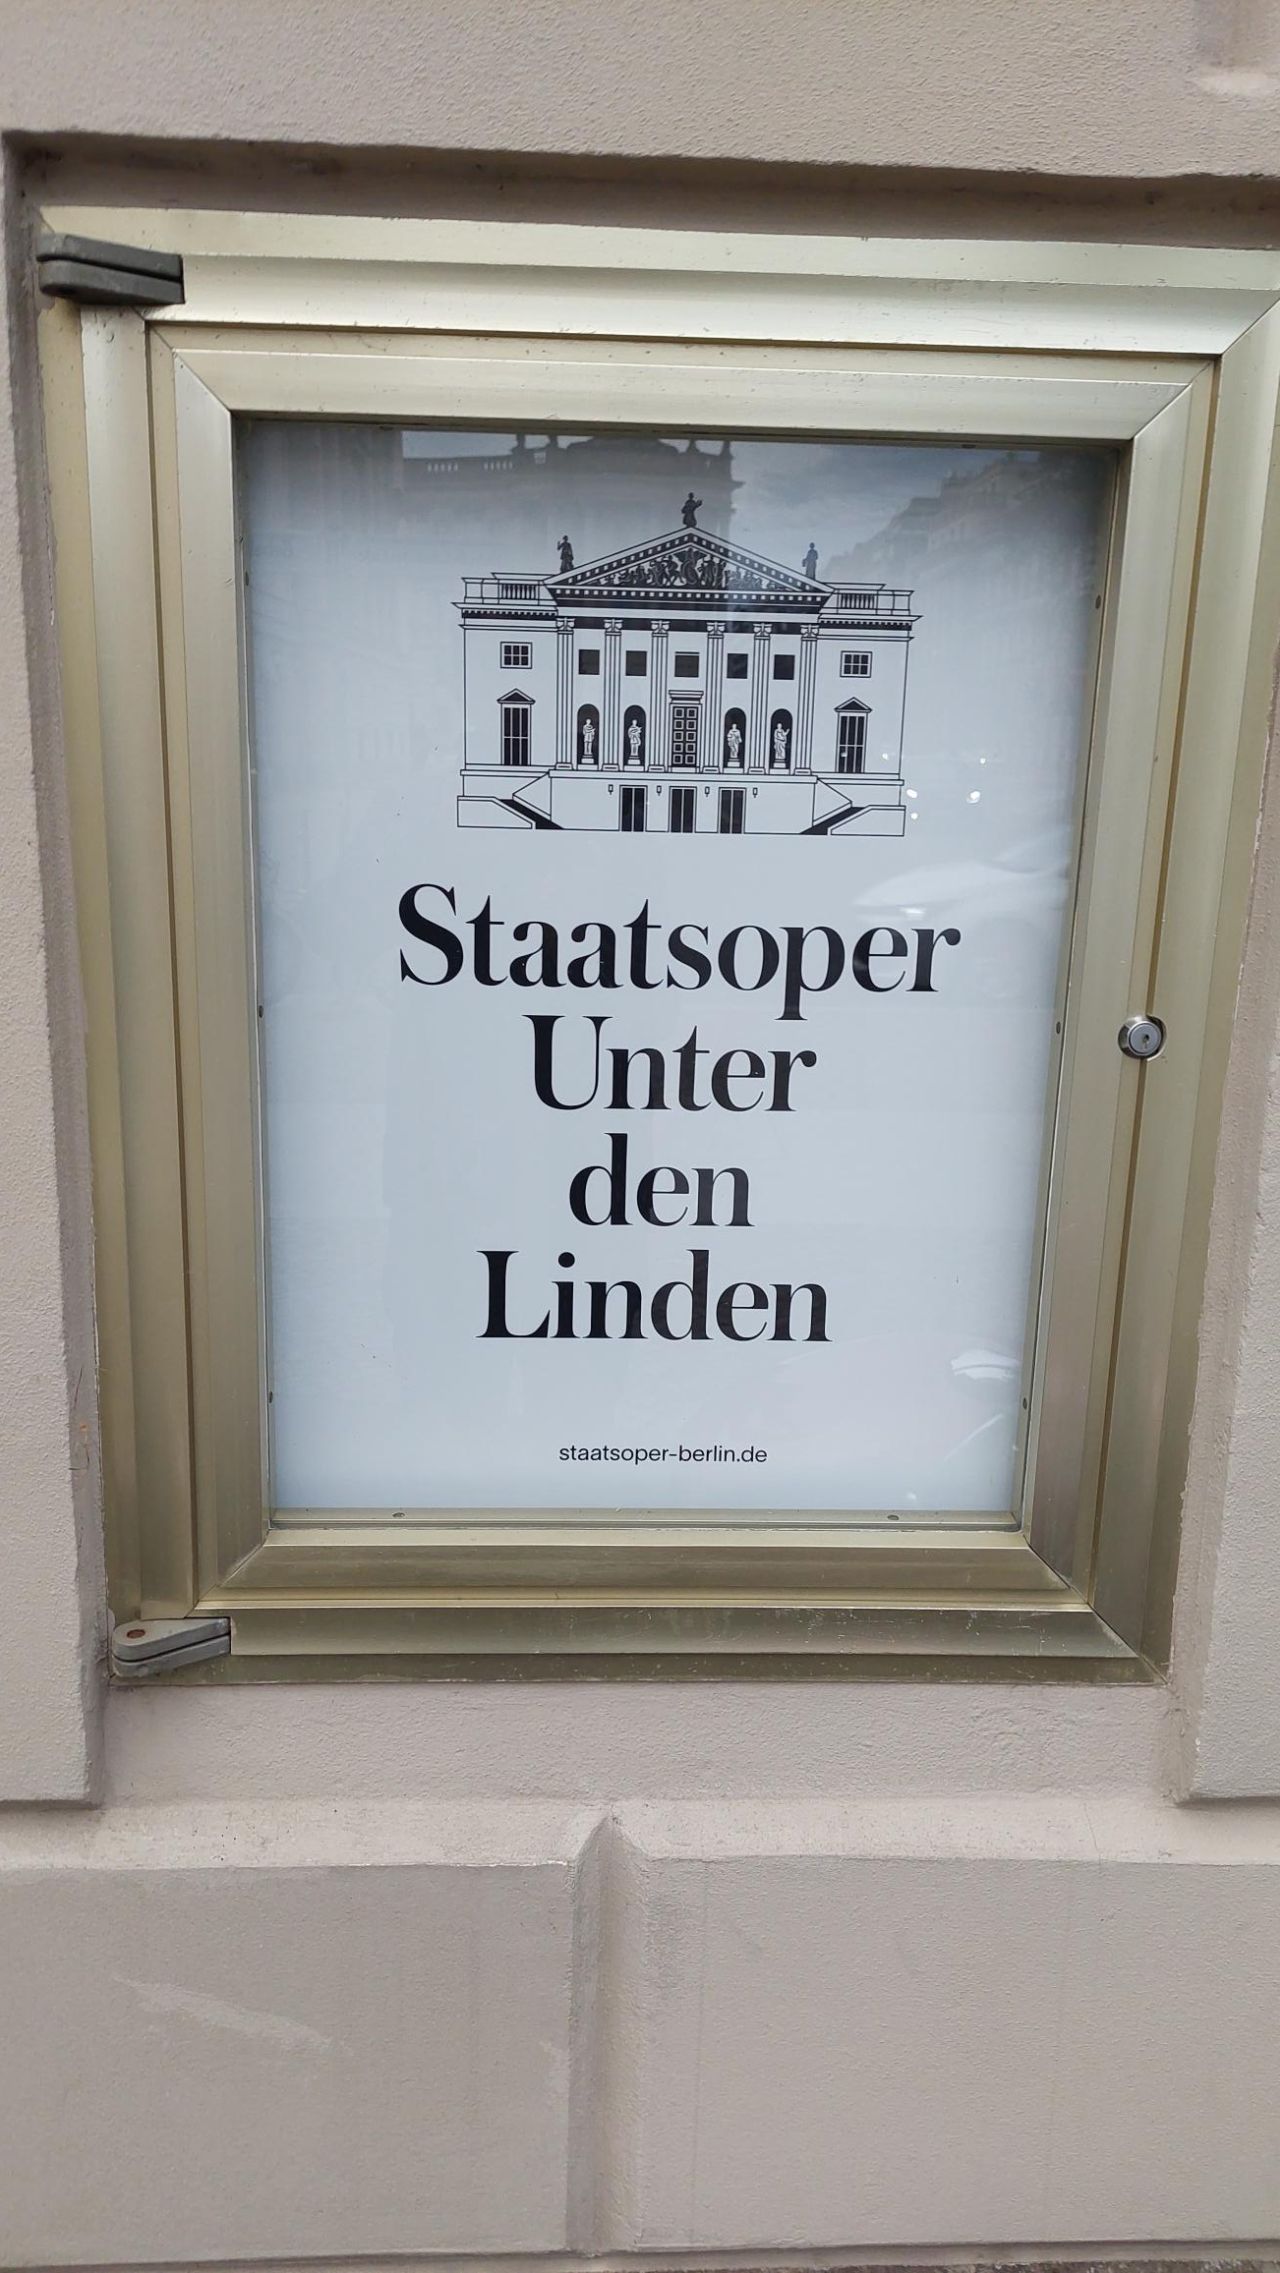 Staatsoper
Unter
den
Linden
staatsoper-berlin.de